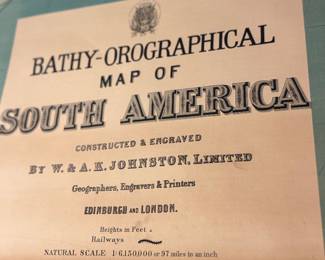 BATHY-OROGRAPHICAL
MAP OF
SOUTH AMERICA
CONSTRUCTED & ENGRAVED
BY W. & A. K. JOHNSTON, LIMITED
Geographers, Engravers & Printers
EDINBURGH AND LONDON.
Heights in Feet
Railways
NATURAL SCALE 1:6,150,000 or 97 miles to an inch